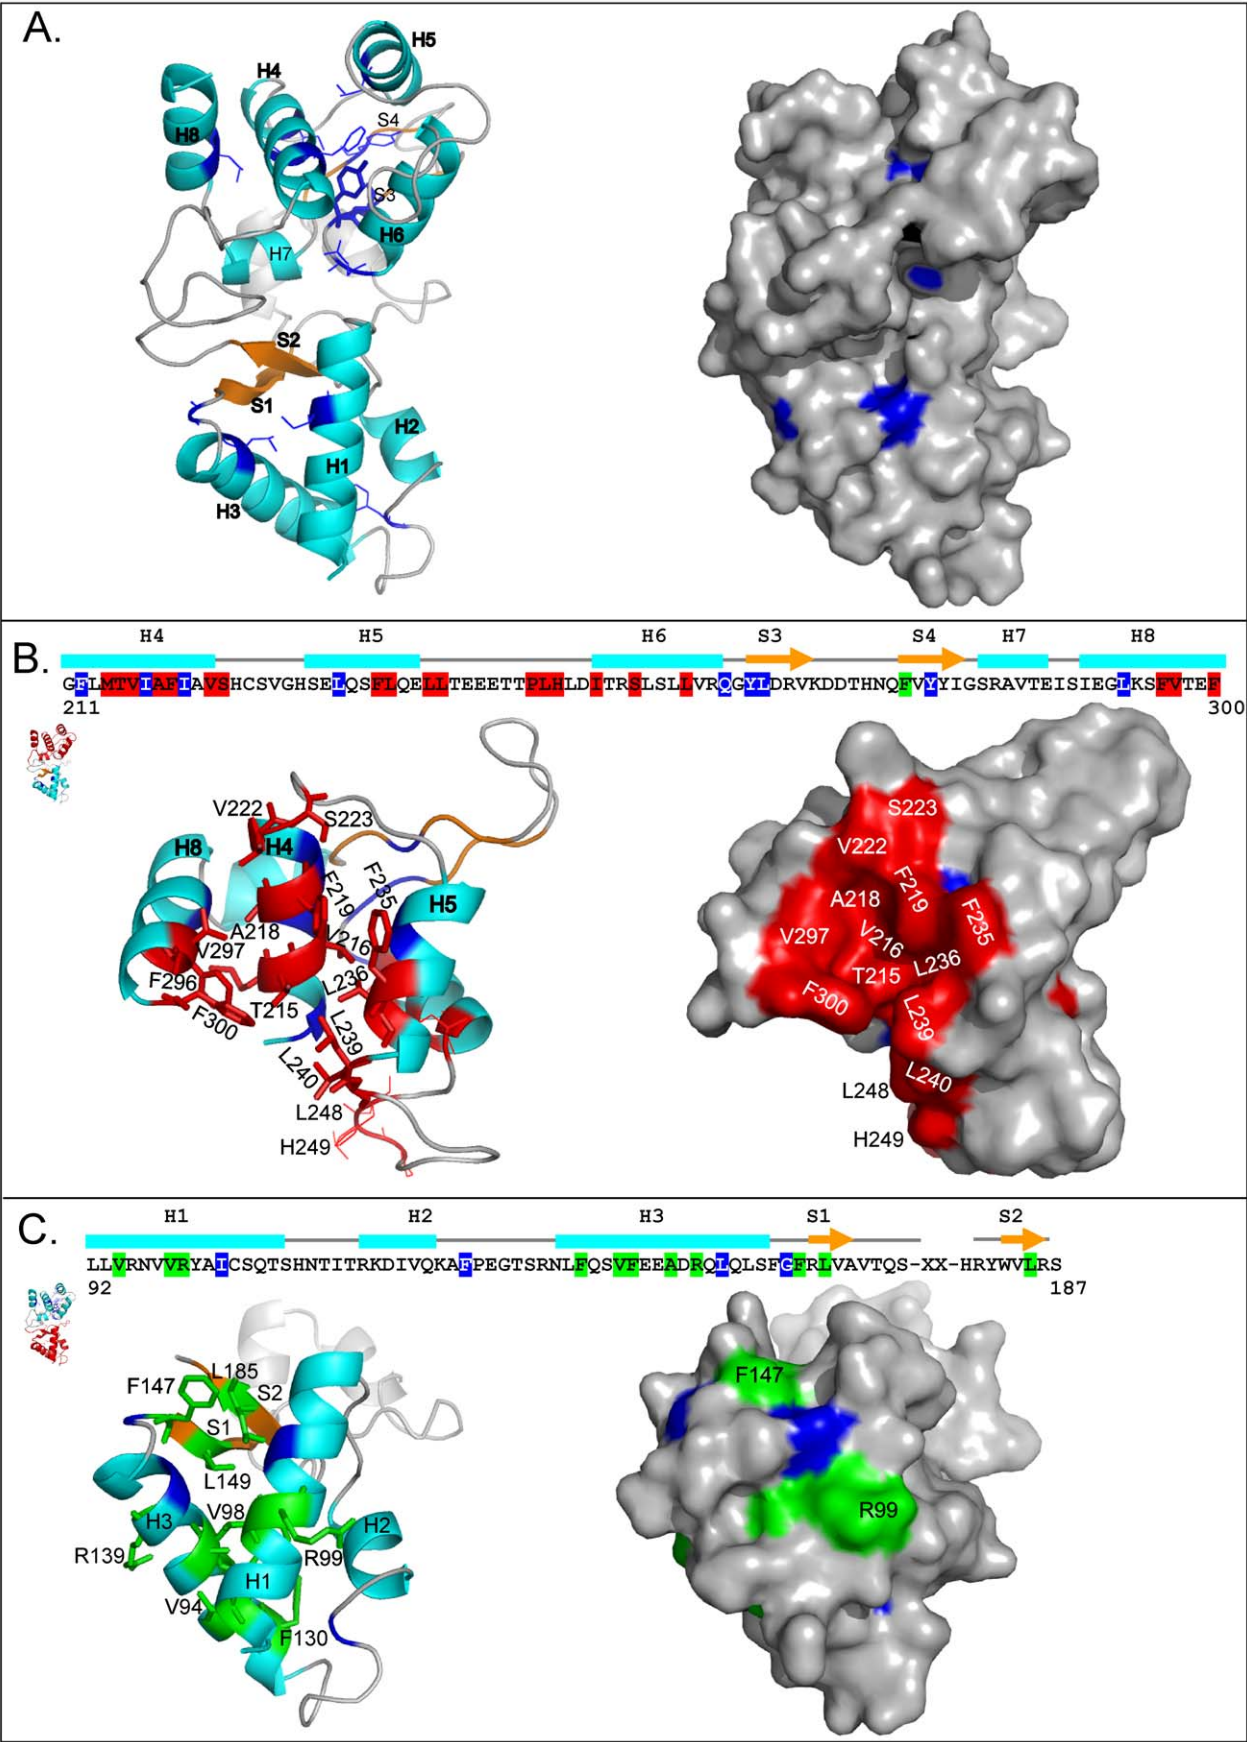 A.
H5
H4
H8
S4
S3
H6
H7
S2
S1
H2
H1
H3
B.
H4 H5 H6 S3 S4 H7 H8
GFLMTVIAFIAVSHCSVGHSELQSFLQELLTEEETTPLHLDITRSLSLLVRQGYLDRVKDDTHNQFVYYIGSRAVTEISIEGLKSFVTEF
211 300
V222
S223
H8
H4
F219
F235
H5
A218
V216
V297
L236
F296
T215
F300
L239
L240
L248
H249
S223
V222
F219
A218
F235
V297
V216
L236
T215
F300
L239
L240
L248
H249
C.
H1 H2 H3 S1 S2
LLVRNVVRYAICSQTSHNTITRKDIVQKAFPEGTSRNLFQSVFEEADRQLQLSFGFRLVAVTQS-XX-HRYWVLRS
92 187
L185
F147
S2
S1
L149
V98
H3
H2
R139
R99
H1
V94
F130
F147
R99